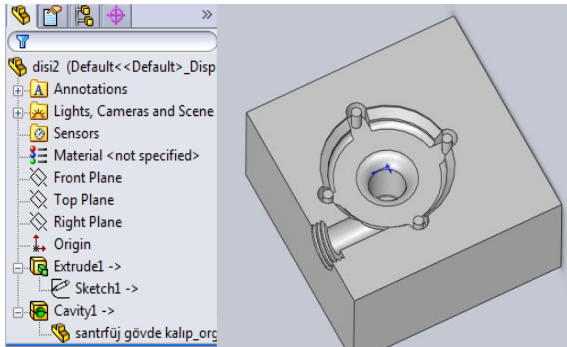 »
disi2 (Default<<Default>_Disp
A Annotations
Lights, Cameras and Scene
Sensors
Material <not specified>
Front Plane
Top Plane
Right Plane
Origin
Extrude1 ->
Sketch1 ->
Cavity1 ->
santrfüj gövde kalıp_org